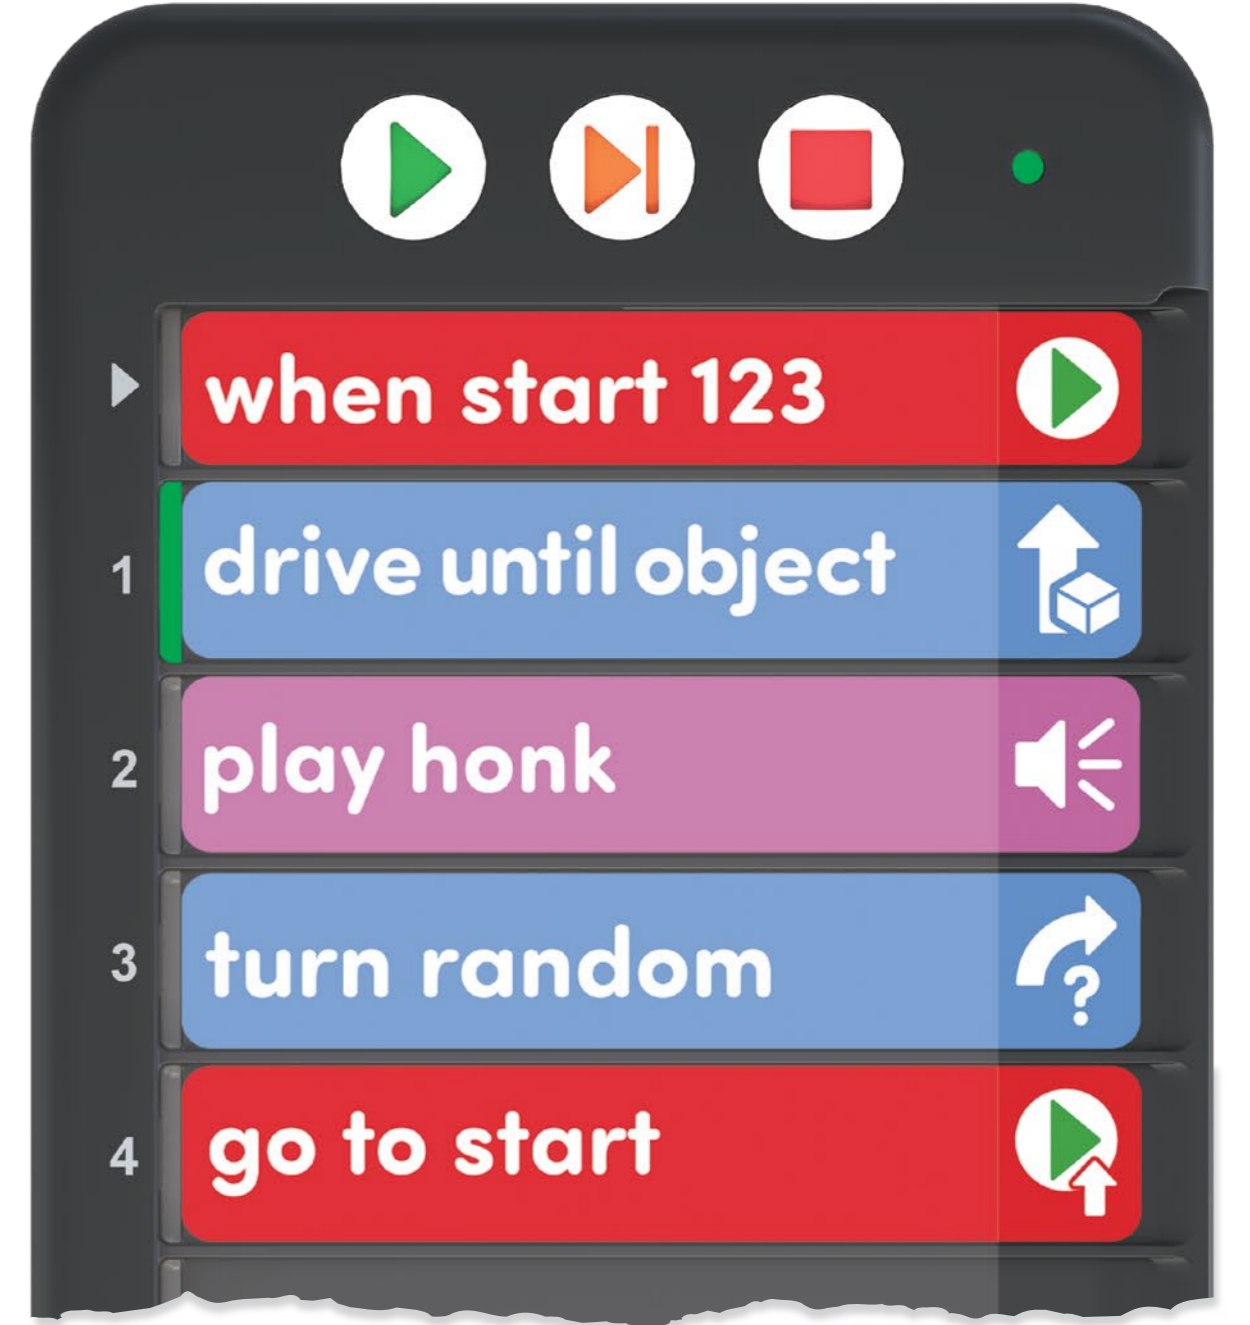 when start 123
1 drive until object
2 play honk
3 turn random
?
4 go to start